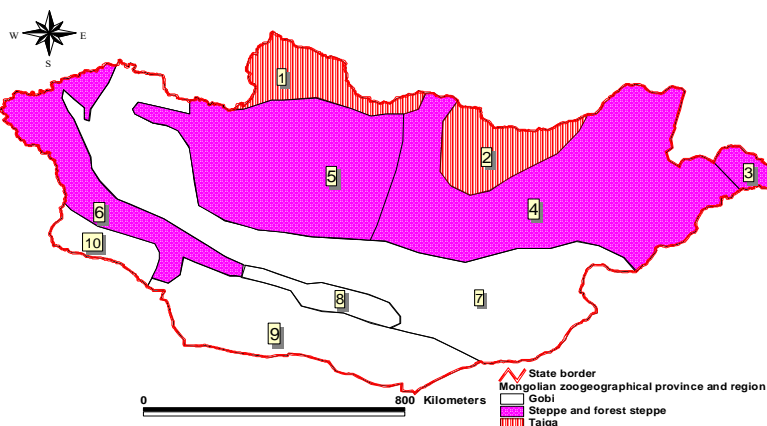 W E
S
1
2
3
5
4
6
10
7
8
9
State border
Mongolian zoogeographical province and region
0 800 Kilometers
Gobi
Steppe and forest steppe
Taiga